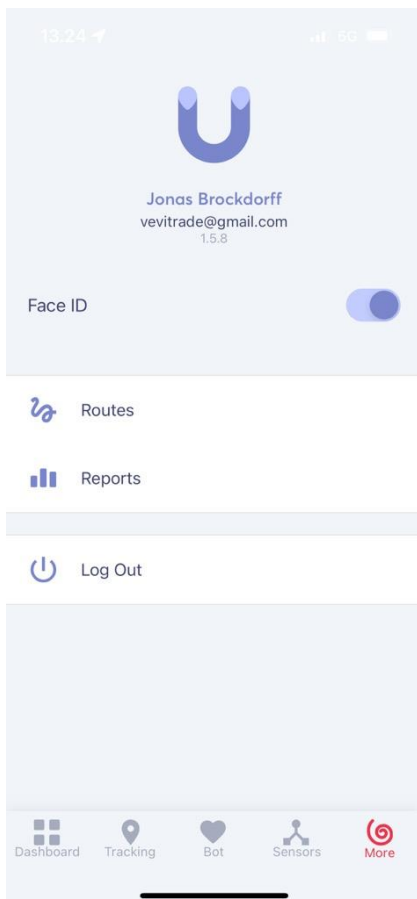 13.24
5G
Jonas Brockdorff
vevitrade@gmail.com
1.5.8
Face ID
Routes
Reports
Log Out
Dashboard Tracking Bot Sensors More